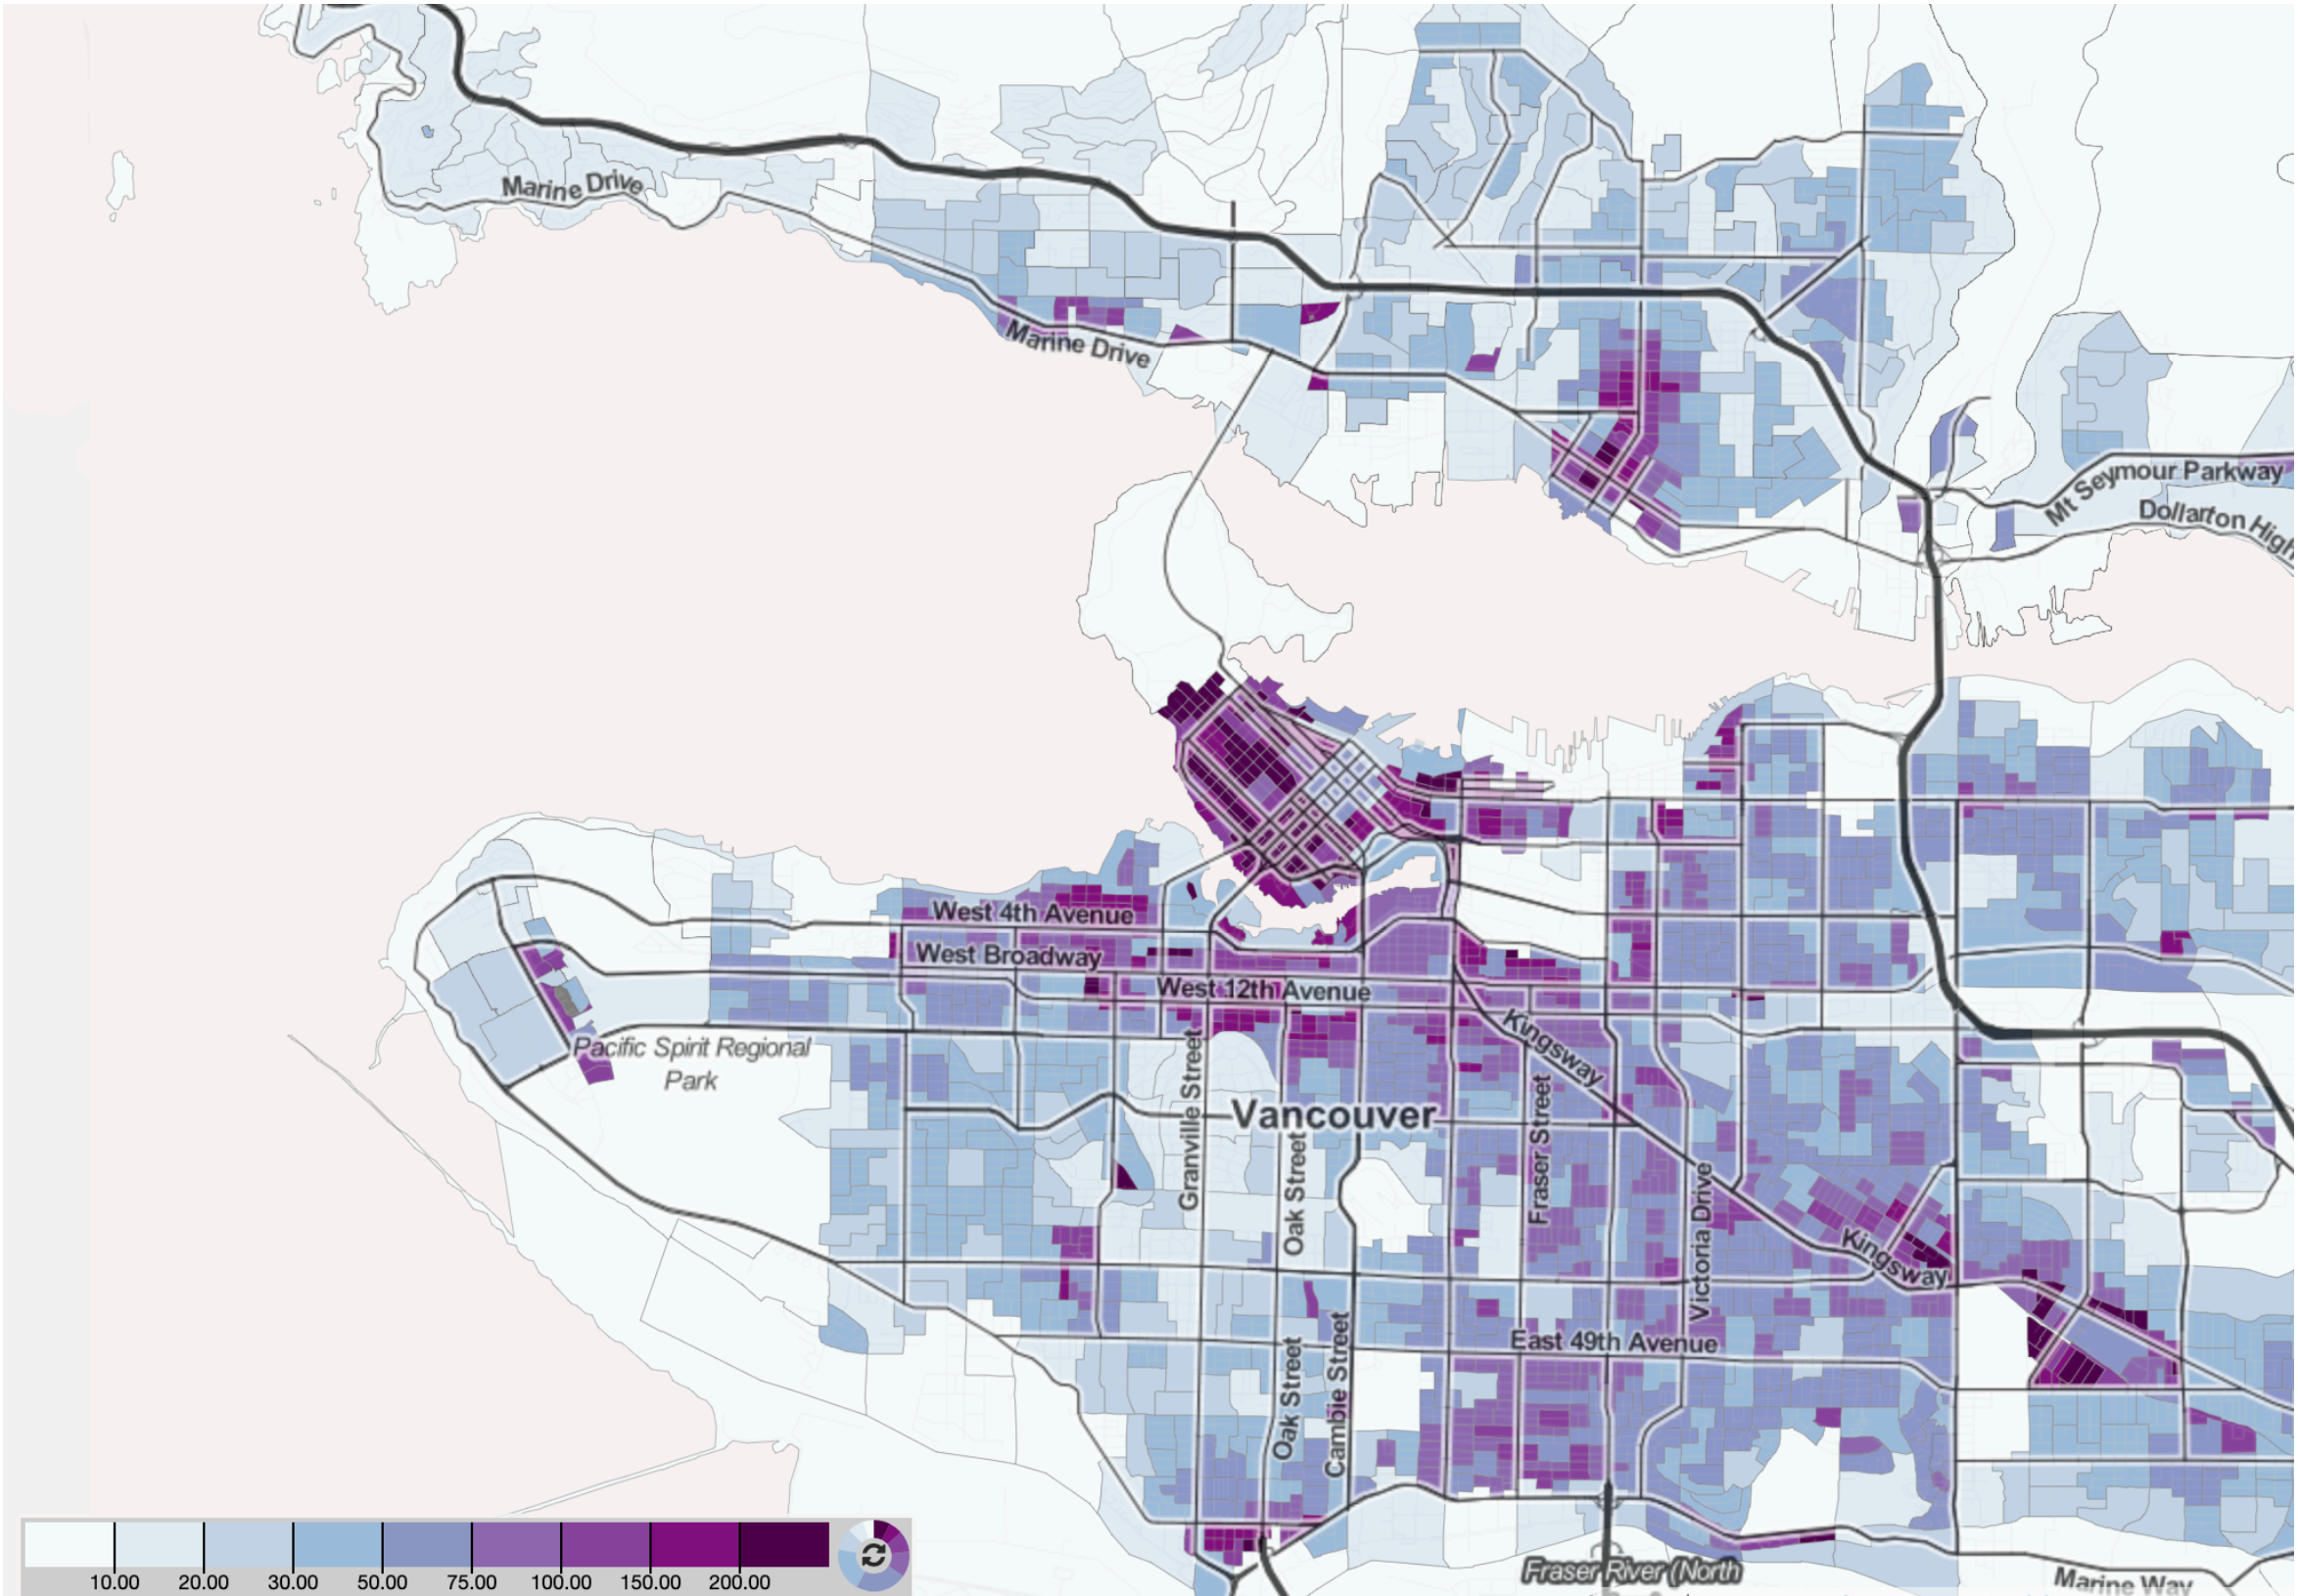 Marine Drive
Marine Drive
Mt Seymour Parkway
Dollarton High
West 4th Avenue
West Broadway
West 12th Avenue
Kingsway
Pacific Spirit Regional
Park
Granville Street
Vancouver
Oak Street
Fraser Street
Victoria Drive
Kingsway
East 49th Avenue
Oak Street
Cambie Street
Fraser River (North
Marine Way
10.00 20.00 30.00 50.00 75.00 100.00 150.00 200.00